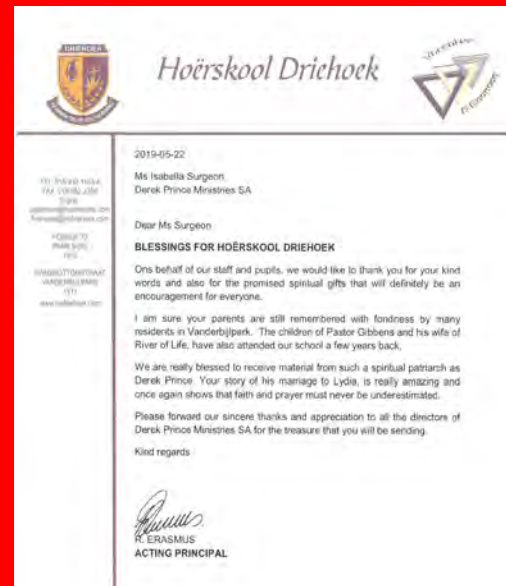 DRIEHOEK
Hoërskool Driehoek
2019-05-22
Ms Isabella Surgeon
Derek Prince Ministries SA
Dear Ms Surgeon
BLESSINGS FOR HOËRSKOOL DRIEHOEK
Ons behalf of our staff and pupils, we would like to thank you for your kind
words and also for the promised spiritual gifts that will definitely be an
encouragement for everyone.
I am sure your parents are still remembered with fondness by many
residents in Vanderbijlpark. The children of Pastor Gibbens and his wife of
River of Life, have also attended our school a few years back.
We are really blessed to receive material from such a spiritual patriarch as
Derek Prince. Your story of his marriage to Lydia, is really amazing and
once again shows that faith and prayer must never be underestimated.
Please forward our sincere thanks and appreciation to all the directors of
Derek Prince Ministries SA for the treasure that you will be sending.
Kind regards
R. ERASMUS
ACTING PRINCIPAL